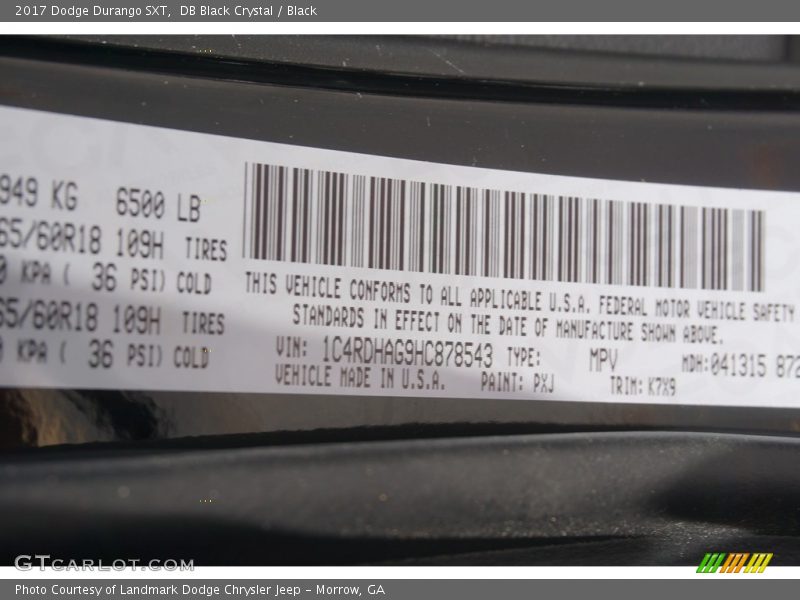 2017 Dodge Durango SXT,  DB Black Crystal / Black
949 KG 6500 LB
65/60R18 109H TIRES
0 KPA ( 36 PSI) COLD
65/60R18 109H TIRES
0 KPA ( 36 PSI) COLD
THIS VEHICLE CONFORMS TO ALL APPLICABLE U.S.A. FEDERAL MOTOR VEHICLE SAFETY
STANDARDS IN EFFECT ON THE DATE OF MANUFACTURE SHOWN ABOVE.
VIN: 1C4RDHAG9HC878543 TYPE: MPV MDH:041315 872
VEHICLE MADE IN U.S.A. PAINT: PXJ TRIM: K7X9
GTCARLOT.COM
Photo Courtesy of Landmark Dodge Chrysler Jeep – Morrow, GA